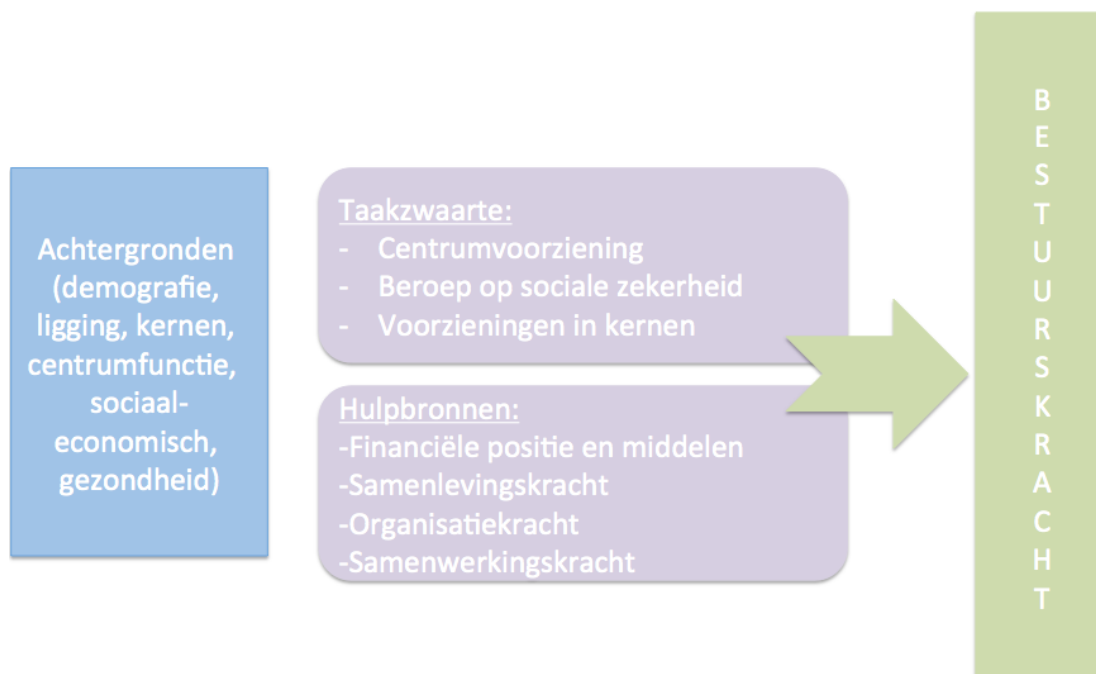 Achtergronden
(demografie,
ligging, kernen,
centrumfunctie,
sociaal-
economisch,
gezondheid)
Taakzwaarte:
- Centrumvoorziening
- Beroep op sociale zekerheid
- Voorzieningen in kernen
Hulpbronnen:
-Financiële positie en middelen
-Samenlevingskracht
-Organisatiekracht
-Samenwerkingskracht
B
E
S
T
U
U
R
S
K
R
A
C
H
T